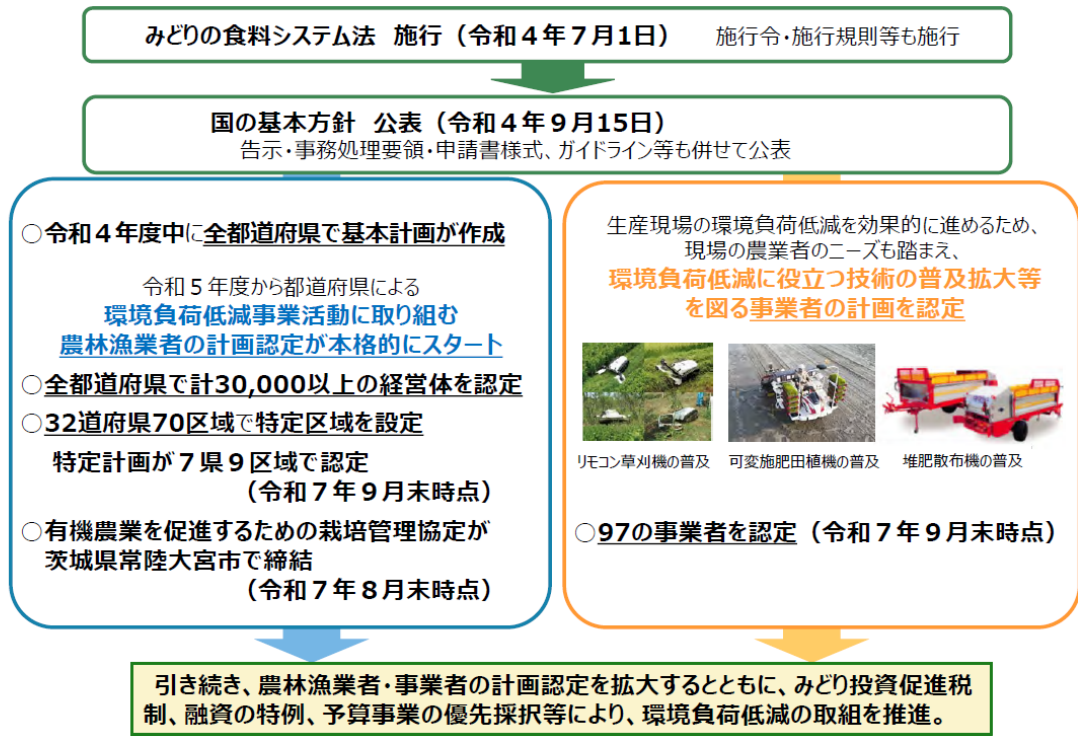 みどりの食料システム法 施行（令和４年７月１日） 施行令・施行規則等も施行
国の基本方針 公表（令和４年９月15日）
告示・事務処理要領・申請書様式、ガイドライン等も併せて公表
○令和４年度中に全都道府県で基本計画が作成
令和５年度から都道府県による
環境負荷低減事業活動に取り組む
農林漁業者の計画認定が本格的にスタート
○全都道府県で計30,000以上の経営体を認定
○32道府県70区域で特定区域を設定
特定計画が７県９区域で認定
（令和７年９月末時点）
○有機農業を促進するための栽培管理協定が
茨城県常陸大宮市で締結
（令和７年８月末時点）
生産現場の環境負荷低減を効果的に進めるため、
現場の農業者のニーズも踏まえ、
環境負荷低減に役立つ技術の普及拡大等
を図る事業者の計画を認定
リモコン草刈機の普及 可変施肥田植機の普及 堆肥散布機の普及
○97の事業者を認定（令和７年９月末時点）
引き続き、農林漁業者・事業者の計画認定を拡大するとともに、みどり投資促進税
制、融資の特例、予算事業の優先採択等により、環境負荷低減の取組を推進。